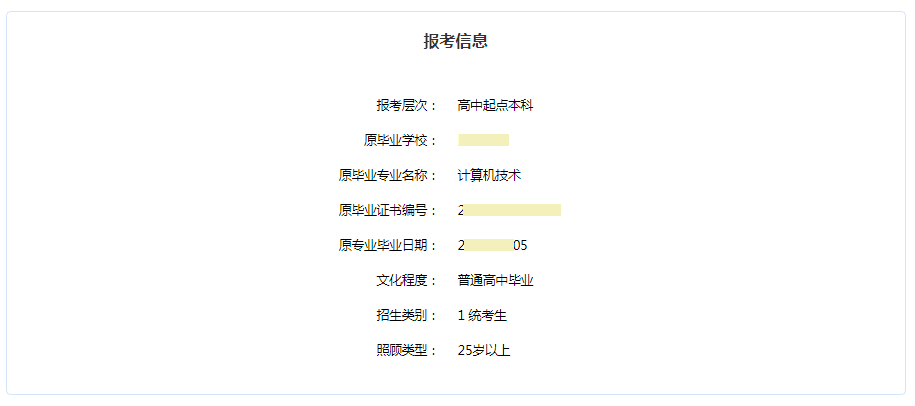 报考信息
报考层次： 高中起点本科
原毕业学校：
原毕业专业名称： 计算机技术
原毕业证书编号： 2
原专业毕业日期： 2 05
文化程度： 普通高中毕业
招生类别： 1 统考生
照顾类型： 25岁以上